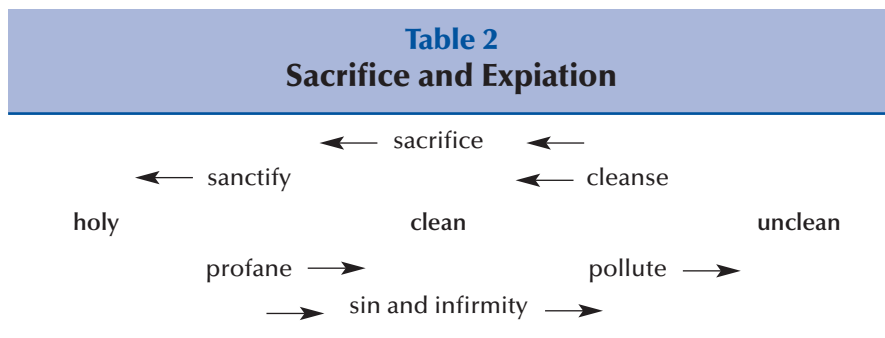 Table 2
Sacrifice and Expiation
sacrifice
sanctify cleanse
holy clean unclean
profane pollute
sin and infirmity